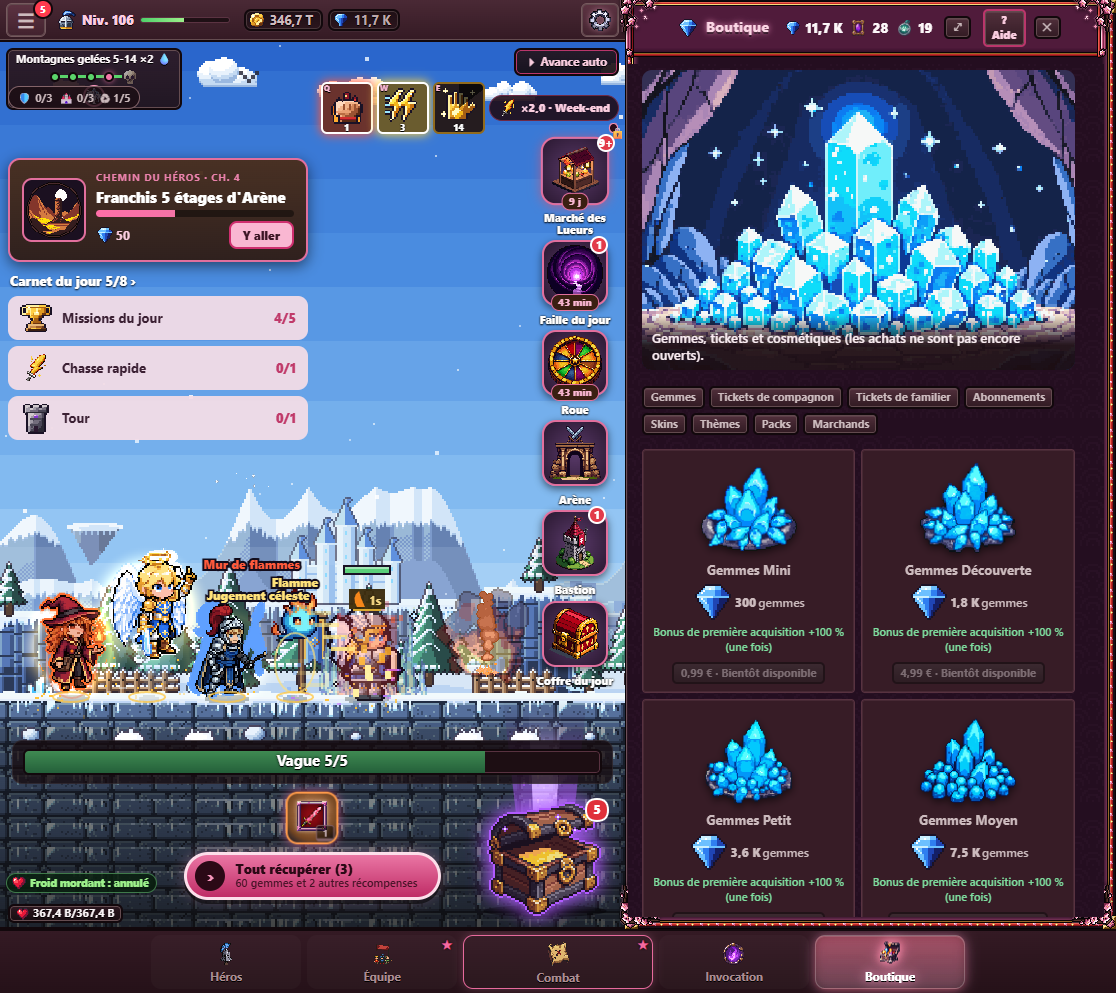 5
Niv. 106
346,7 T
11,7 K
Montagnes gelées 5-14 ×2
0/3
0/3
1/5
Avance auto
Q
1
W
3
E
14
×2,0 · Week-end
CHEMIN DU HÉROS · CH. 4
Franchis 5 étages d'Arène
50
Y aller
Carnet du jour 5/8 ›
Missions du jour
4/5
Chasse rapide
0/1
Tour
0/1
9+
9 j
Marché des
Lueurs
1
43 min
Faille du jour
43 min
Roue
Arène
1
Bastion
Coffre du jour
Mur de flammes
Flamme
Jugement céleste
1s
Vague 5/5
1
Tout récupérer (3)
60 gemmes et 2 autres récompenses
5
Froid mordant : annulé
367,4 B/367,4 B
Héros
Équipe
Combat
Invocation
Boutique
Boutique
11,7 K
28
19
?
Aide
Gemmes, tickets et cosmétiques (les achats ne sont pas encore
ouverts).
Gemmes
Tickets de compagnon
Tickets de familier
Abonnements
Skins
Thèmes
Packs
Marchands
Gemmes Mini
300 gemmes
Bonus de première acquisition +100 %
(une fois)
0,99 € · Bientôt disponible
Gemmes Découverte
1,8 K gemmes
Bonus de première acquisition +100 %
(une fois)
4,99 € · Bientôt disponible
Gemmes Petit
3,6 K gemmes
Bonus de première acquisition +100 %
(une fois)
Gemmes Moyen
7,5 K gemmes
Bonus de première acquisition +100 %
(une fois)